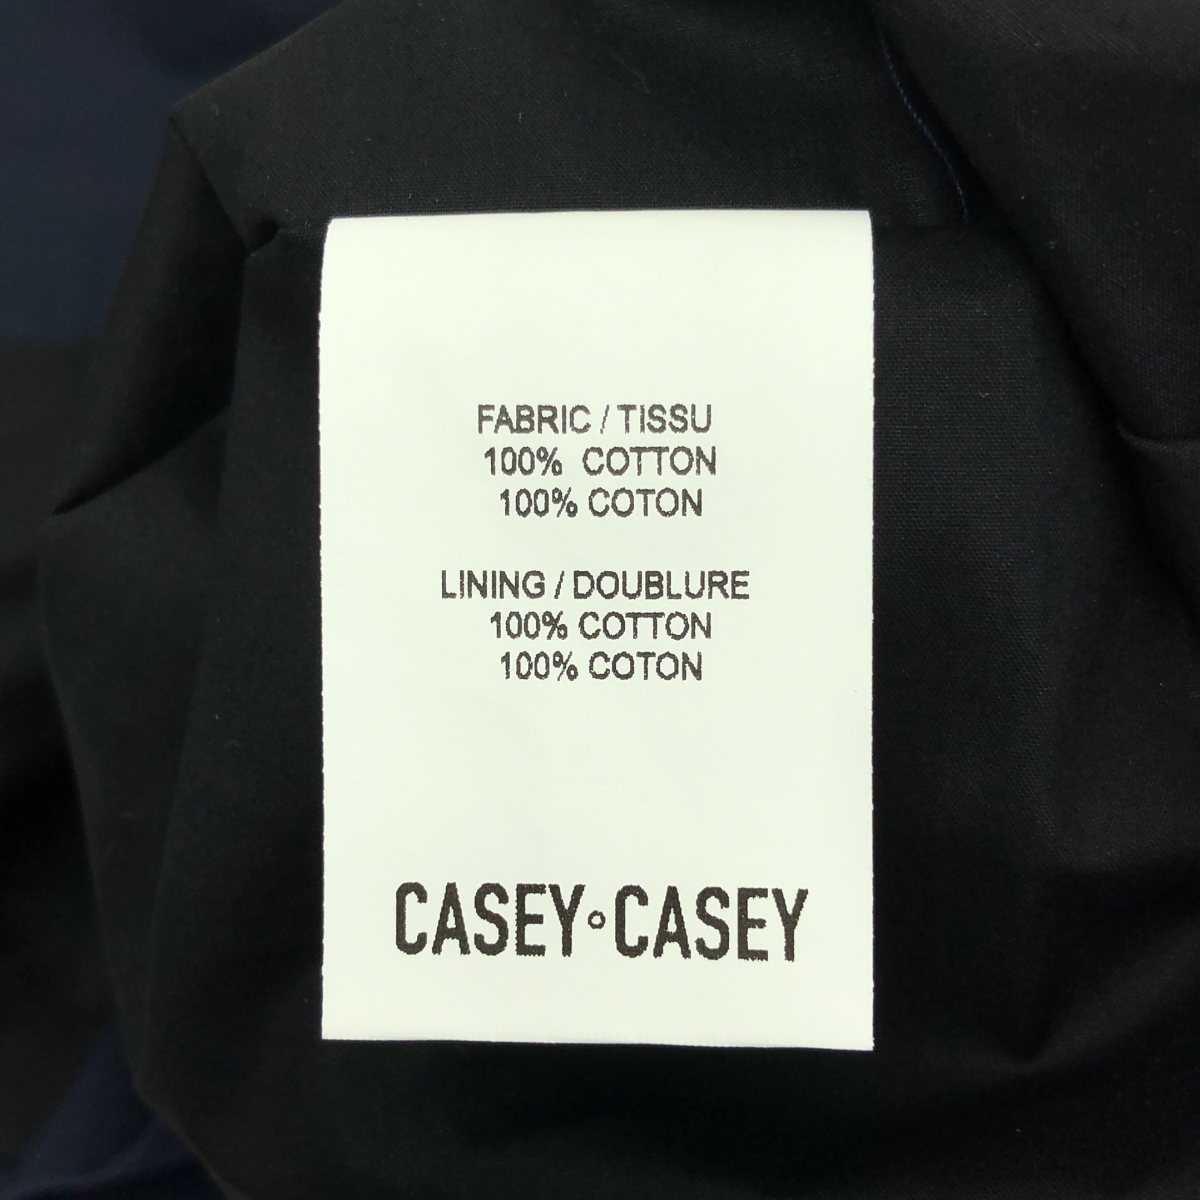 FABRIC / TISSU
100% COTTON
100% COTON
LINING / DOUBLURE
100% COTTON
100% COTON
CASEY°CASEY